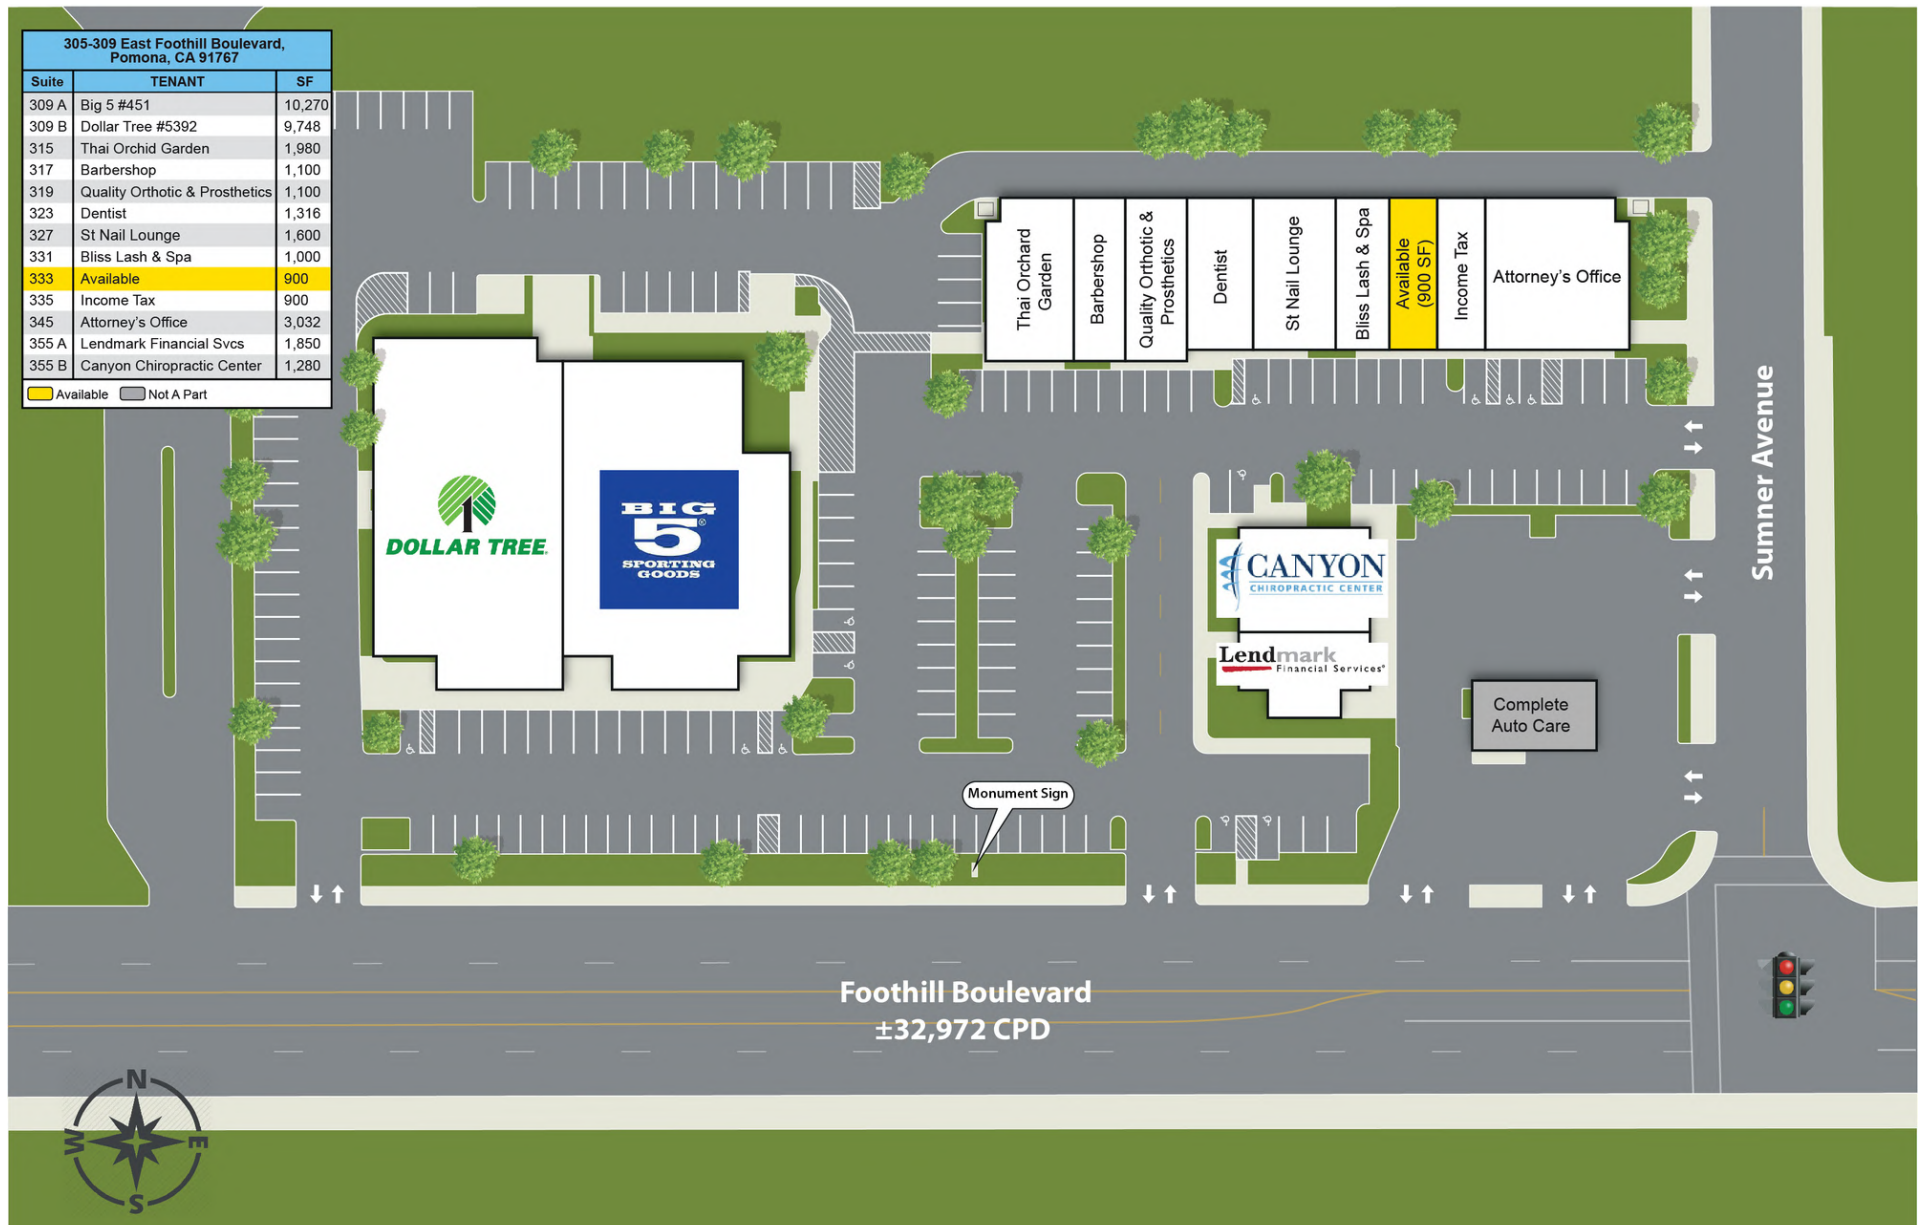 305-309 East Foothill Boulevard,
Pomona, CA 91767
Suite TENANT SF
309 A Big 5 #451 10,270
309 B Dollar Tree #5392 9,748
315 Thai Orchid Garden 1,980
317 Barbershop 1,100
319 Quality Orthotic & Prosthetics 1,100
323 Dentist 1,316
327 St Nail Lounge 1,600
331 Bliss Lash & Spa 1,000
333 Available 900
335 Income Tax 900
345 Attorney's Office 3,032
355 A Lendmark Financial Svcs 1,850
355 B Canyon Chiropractic Center 1,280
Available Not A Part
Thai Orchard
Garden
Barbershop
Quality Orthotic &
Prosthetics
Dentist
St Nail Lounge
Bliss Lash & Spa
Available
(900 SF)
Income Tax
Attorney's Office
Sumner Avenue
1
DOLLAR TREE.
BIG
5®
SPORTING
GOODS
CANYON
CHIROPRACTIC CENTER
Lendmark
Financial Services®
Complete
Auto Care
Monument Sign
Foothill Boulevard
±32,972 CPD
N
W
E
S